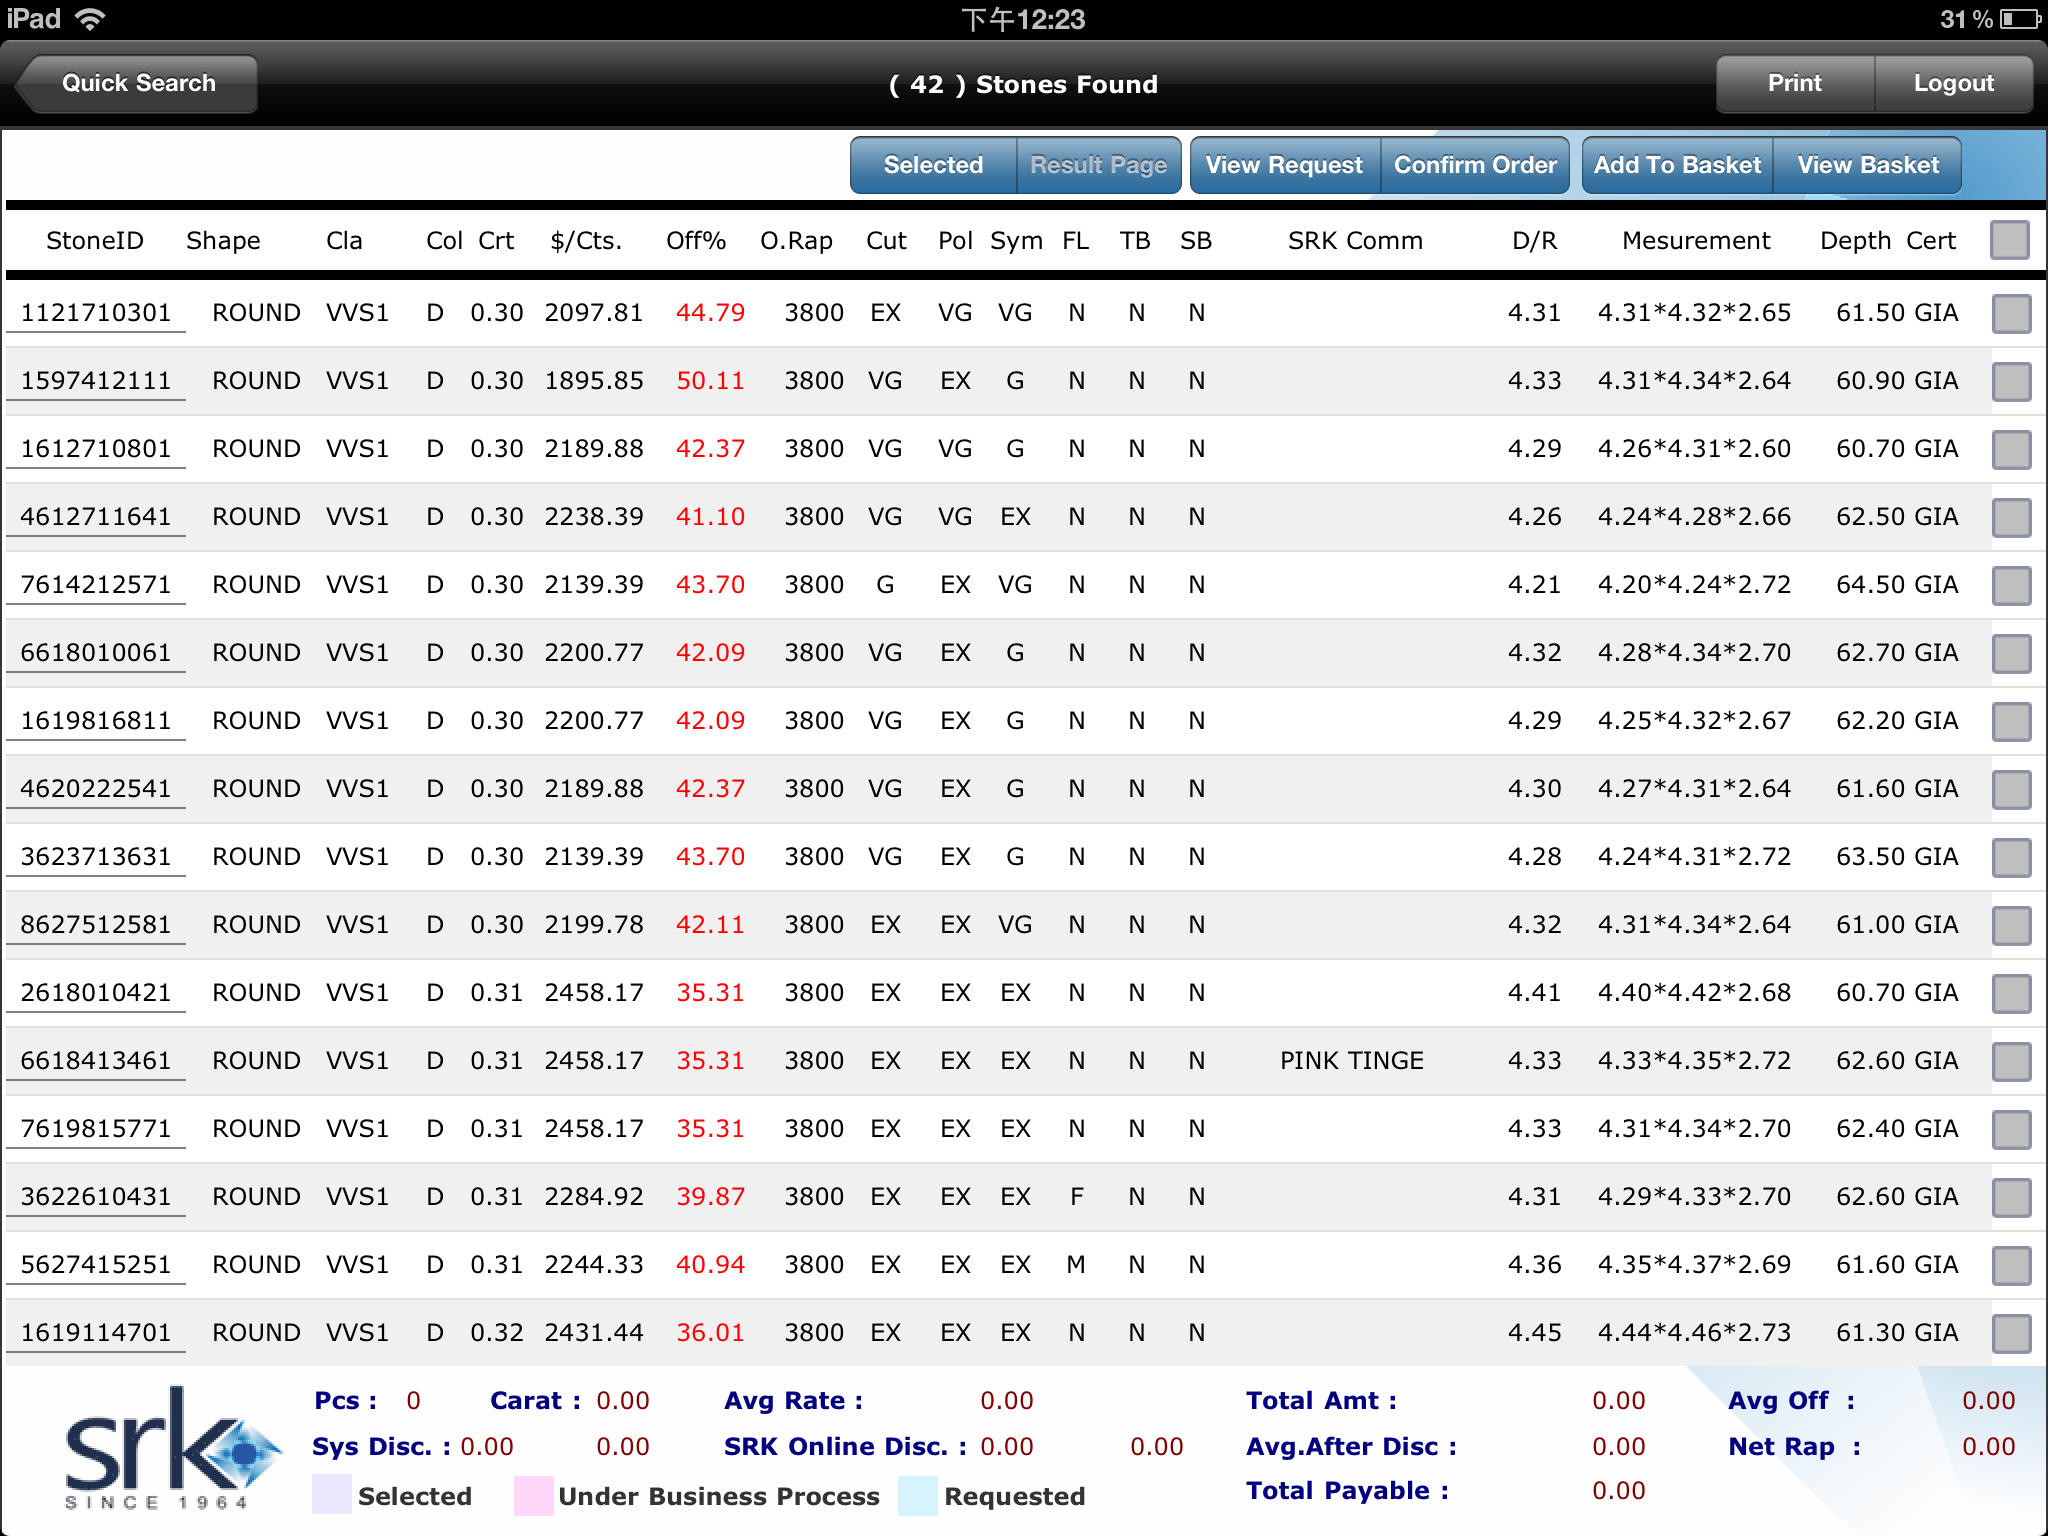 iPad 下午12:23 31 %
Quick Search ( 42 ) Stones Found Print Logout
Selected Result Page View Request Confirm Order Add To Basket View Basket
StoneID Shape Cla Col Crt $/Cts. Off% O.Rap Cut Pol Sym FL TB SB SRK Comm D/R Mesurement Depth Cert
1121710301 ROUND VVS1 D 0.30 2097.81 44.79 3800 EX VG VG N N N 4.31 4.31*4.32*2.65 61.50 GIA
1597412111 ROUND VVS1 D 0.30 1895.85 50.11 3800 VG EX G N N N 4.33 4.31*4.34*2.64 60.90 GIA
1612710801 ROUND VVS1 D 0.30 2189.88 42.37 3800 VG VG G N N N 4.29 4.26*4.31*2.60 60.70 GIA
4612711641 ROUND VVS1 D 0.30 2238.39 41.10 3800 VG VG EX N N N 4.26 4.24*4.28*2.66 62.50 GIA
7614212571 ROUND VVS1 D 0.30 2139.39 43.70 3800 G EX VG N N N 4.21 4.20*4.24*2.72 64.50 GIA
6618010061 ROUND VVS1 D 0.30 2200.77 42.09 3800 VG EX G N N N 4.32 4.28*4.34*2.70 62.70 GIA
1619816811 ROUND VVS1 D 0.30 2200.77 42.09 3800 VG EX G N N N 4.29 4.25*4.32*2.67 62.20 GIA
4620222541 ROUND VVS1 D 0.30 2189.88 42.37 3800 VG EX G N N N 4.30 4.27*4.31*2.64 61.60 GIA
3623713631 ROUND VVS1 D 0.30 2139.39 43.70 3800 VG EX G N N N 4.28 4.24*4.31*2.72 63.50 GIA
8627512581 ROUND VVS1 D 0.30 2199.78 42.11 3800 EX EX VG N N N 4.32 4.31*4.34*2.64 61.00 GIA
2618010421 ROUND VVS1 D 0.31 2458.17 35.31 3800 EX EX EX N N N 4.41 4.40*4.42*2.68 60.70 GIA
6618413461 ROUND VVS1 D 0.31 2458.17 35.31 3800 EX EX EX N N N PINK TINGE 4.33 4.33*4.35*2.72 62.60 GIA
7619815771 ROUND VVS1 D 0.31 2458.17 35.31 3800 EX EX EX N N N 4.33 4.31*4.34*2.70 62.40 GIA
3622610431 ROUND VVS1 D 0.31 2284.92 39.87 3800 EX EX EX F N N 4.31 4.29*4.33*2.70 62.60 GIA
5627415251 ROUND VVS1 D 0.31 2244.33 40.94 3800 EX EX EX M N N 4.36 4.35*4.37*2.69 61.60 GIA
1619114701 ROUND VVS1 D 0.32 2431.44 36.01 3800 EX EX EX N N N 4.45 4.44*4.46*2.73 61.30 GIA
Pcs : 0 Carat : 0.00 Avg Rate : 0.00 Total Amt : 0.00 Avg Off : 0.00
Sys Disc. : 0.00 0.00 SRK Online Disc. : 0.00 0.00 Avg.After Disc : 0.00 Net Rap : 0.00
Total Payable : 0.00
Selected Under Business Process Requested
srk
SINCE 1964